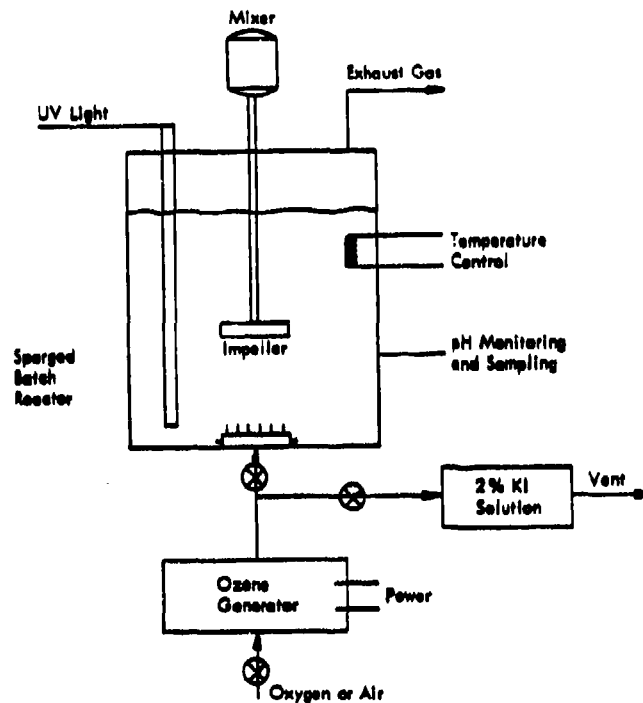 Mixer
Exhaust Gas
UV Light
Temperature
Control
Impeller
pH Monitoring
and Sampling
Sparged
Batch
Reactor
2% KI
Solution
Vent
Ozone
Generator
Power
Oxygen or Air